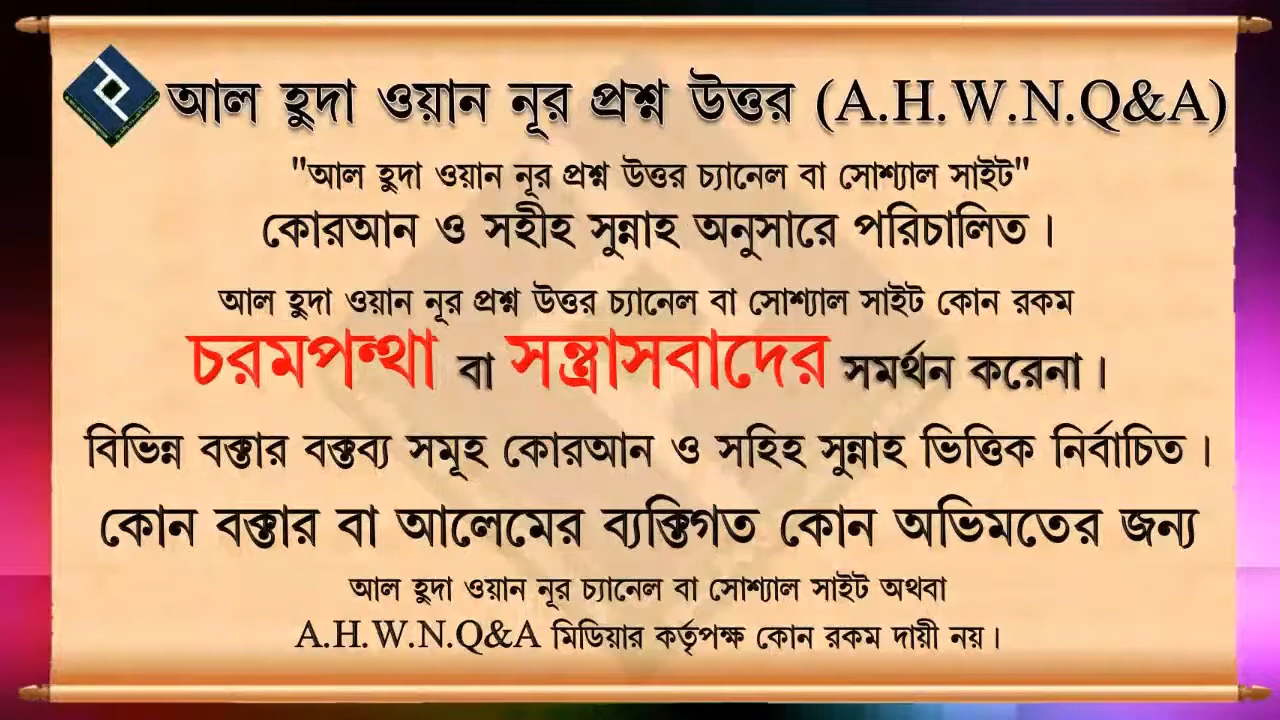 আল হুদা ওয়ান নূর প্রশ্ন উত্তর (A.H.W.N.Q&A)
"আল হুদা ওয়ান নূর প্রশ্ন উত্তর চ্যানেল বা সোশ্যাল সাইট"
কোরআন ও সহীহ সুন্নাহ অনুসারে পরিচালিত।
আল হুদা ওয়ান নূর প্রশ্ন উত্তর চ্যানেল বা সোশ্যাল সাইট কোন রকম
চরমপন্থা বা সন্ত্রাসবাদের সমর্থন করেনা।
বিভিন্ন বক্তার বক্তব্য সমূহ কোরআন ও সহিহ সুন্নাহ ভিত্তিক নির্বাচিত।
কোন বক্তার বা আলেমের ব্যক্তিগত কোন অভিমতের জন্য
আল হুদা ওয়ান নূর চ্যানেল বা সোশ্যাল সাইট অথবা
A.H.W.N.Q&A মিডিয়ার কর্তৃপক্ষ কোন রকম দায়ী নয়।